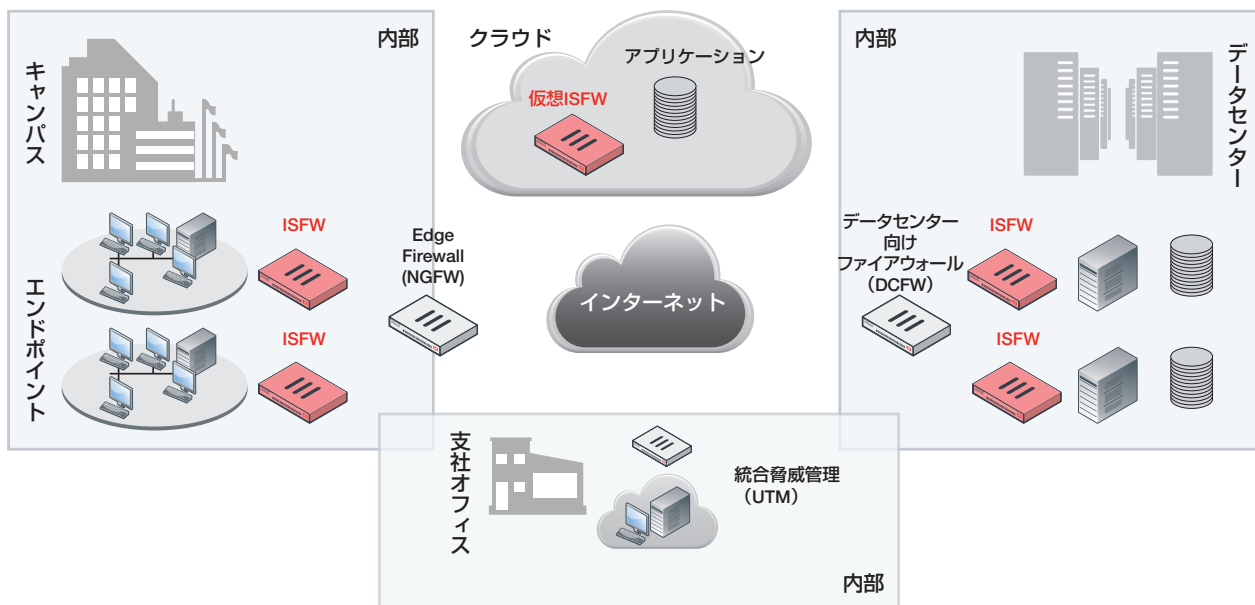 内部
キャンパス
エンドポイント
ISFW
ISFW
Edge
Firewall
(NGFW)
クラウド
アプリケーション
仮想ISFW
インターネット
内部
データセンター
データセンター
向け
ファイアウォール
（DCFW）
ISFW
ISFW
支社オフィス
統合脅威管理
（UTM）
内部